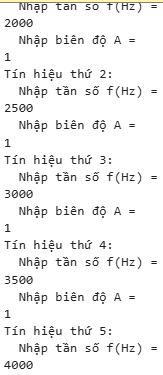 Nhập tần số f(Hz) =
2000
Nhập biên độ A =
1
Tín hiệu thứ 2:
Nhập tần số f(Hz) =
2500
Nhập biên độ A =
1
Tín hiệu thứ 3:
Nhập tần số f(Hz) =
3000
Nhập biên độ A =
1
Tín hiệu thứ 4:
Nhập tần số f(Hz) =
3500
Nhập biên độ A =
1
Tín hiệu thứ 5:
Nhập tần số f(Hz) =
4000